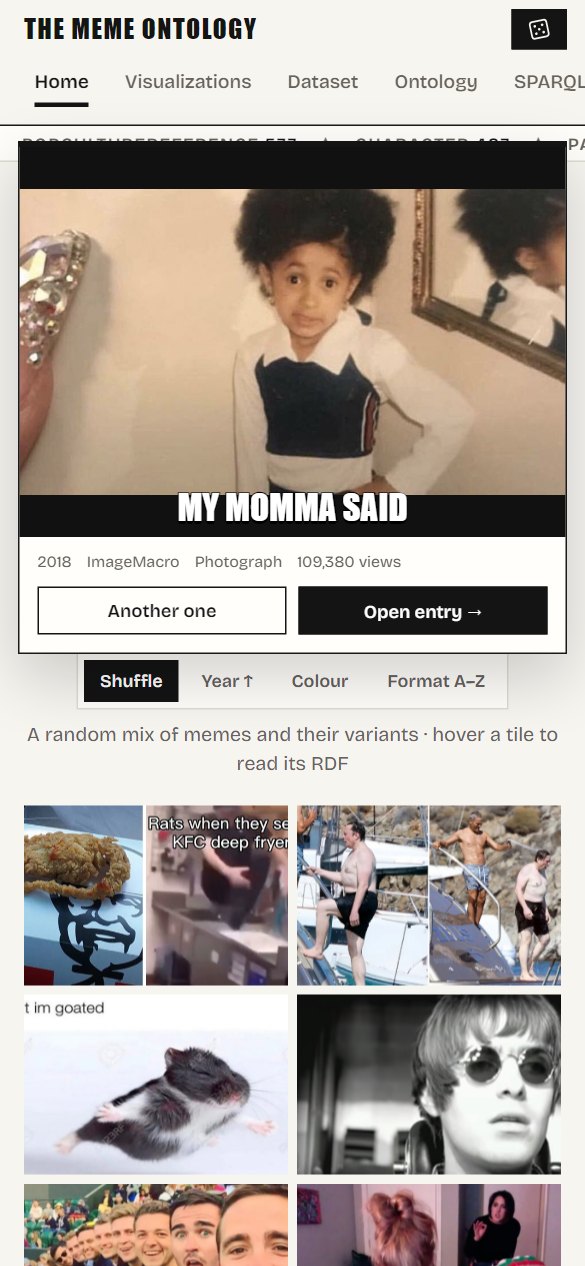 THE MEME ONTOLOGY
Home Visualizations Dataset Ontology SPARQL
MY MOMMA SAID
2018 ImageMacro Photograph 109,380 views
Another one Open entry →
Shuffle Year ↑ Colour Format A–Z
A random mix of memes and their variants · hover a tile to
read its RDF
Rats when they se
KFC deep fryer
t im goated